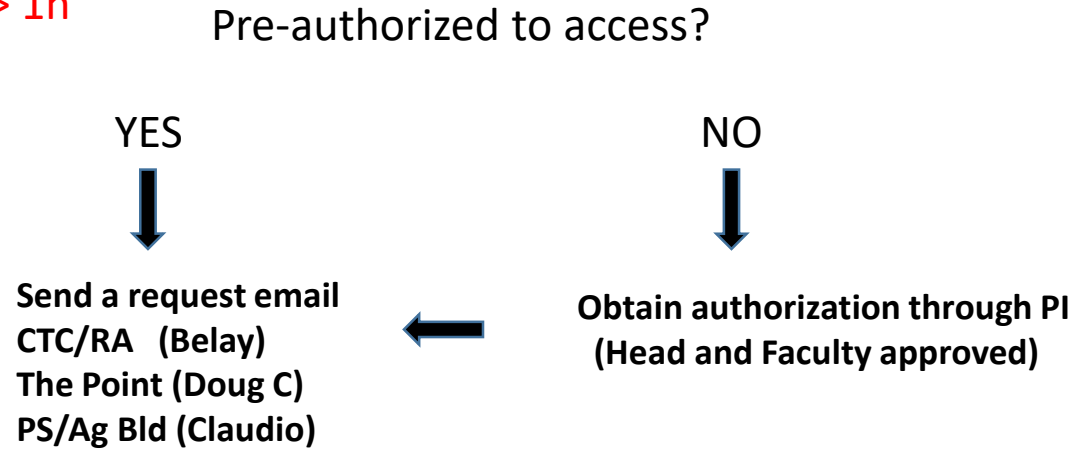 > In
Pre-authorized to access?
YES
NO
Send a request email
CTC/RA (Belay)
The Point (Doug C)
PS/Ag Bld (Claudio)
Obtain authorization through PI
(Head and Faculty approved)